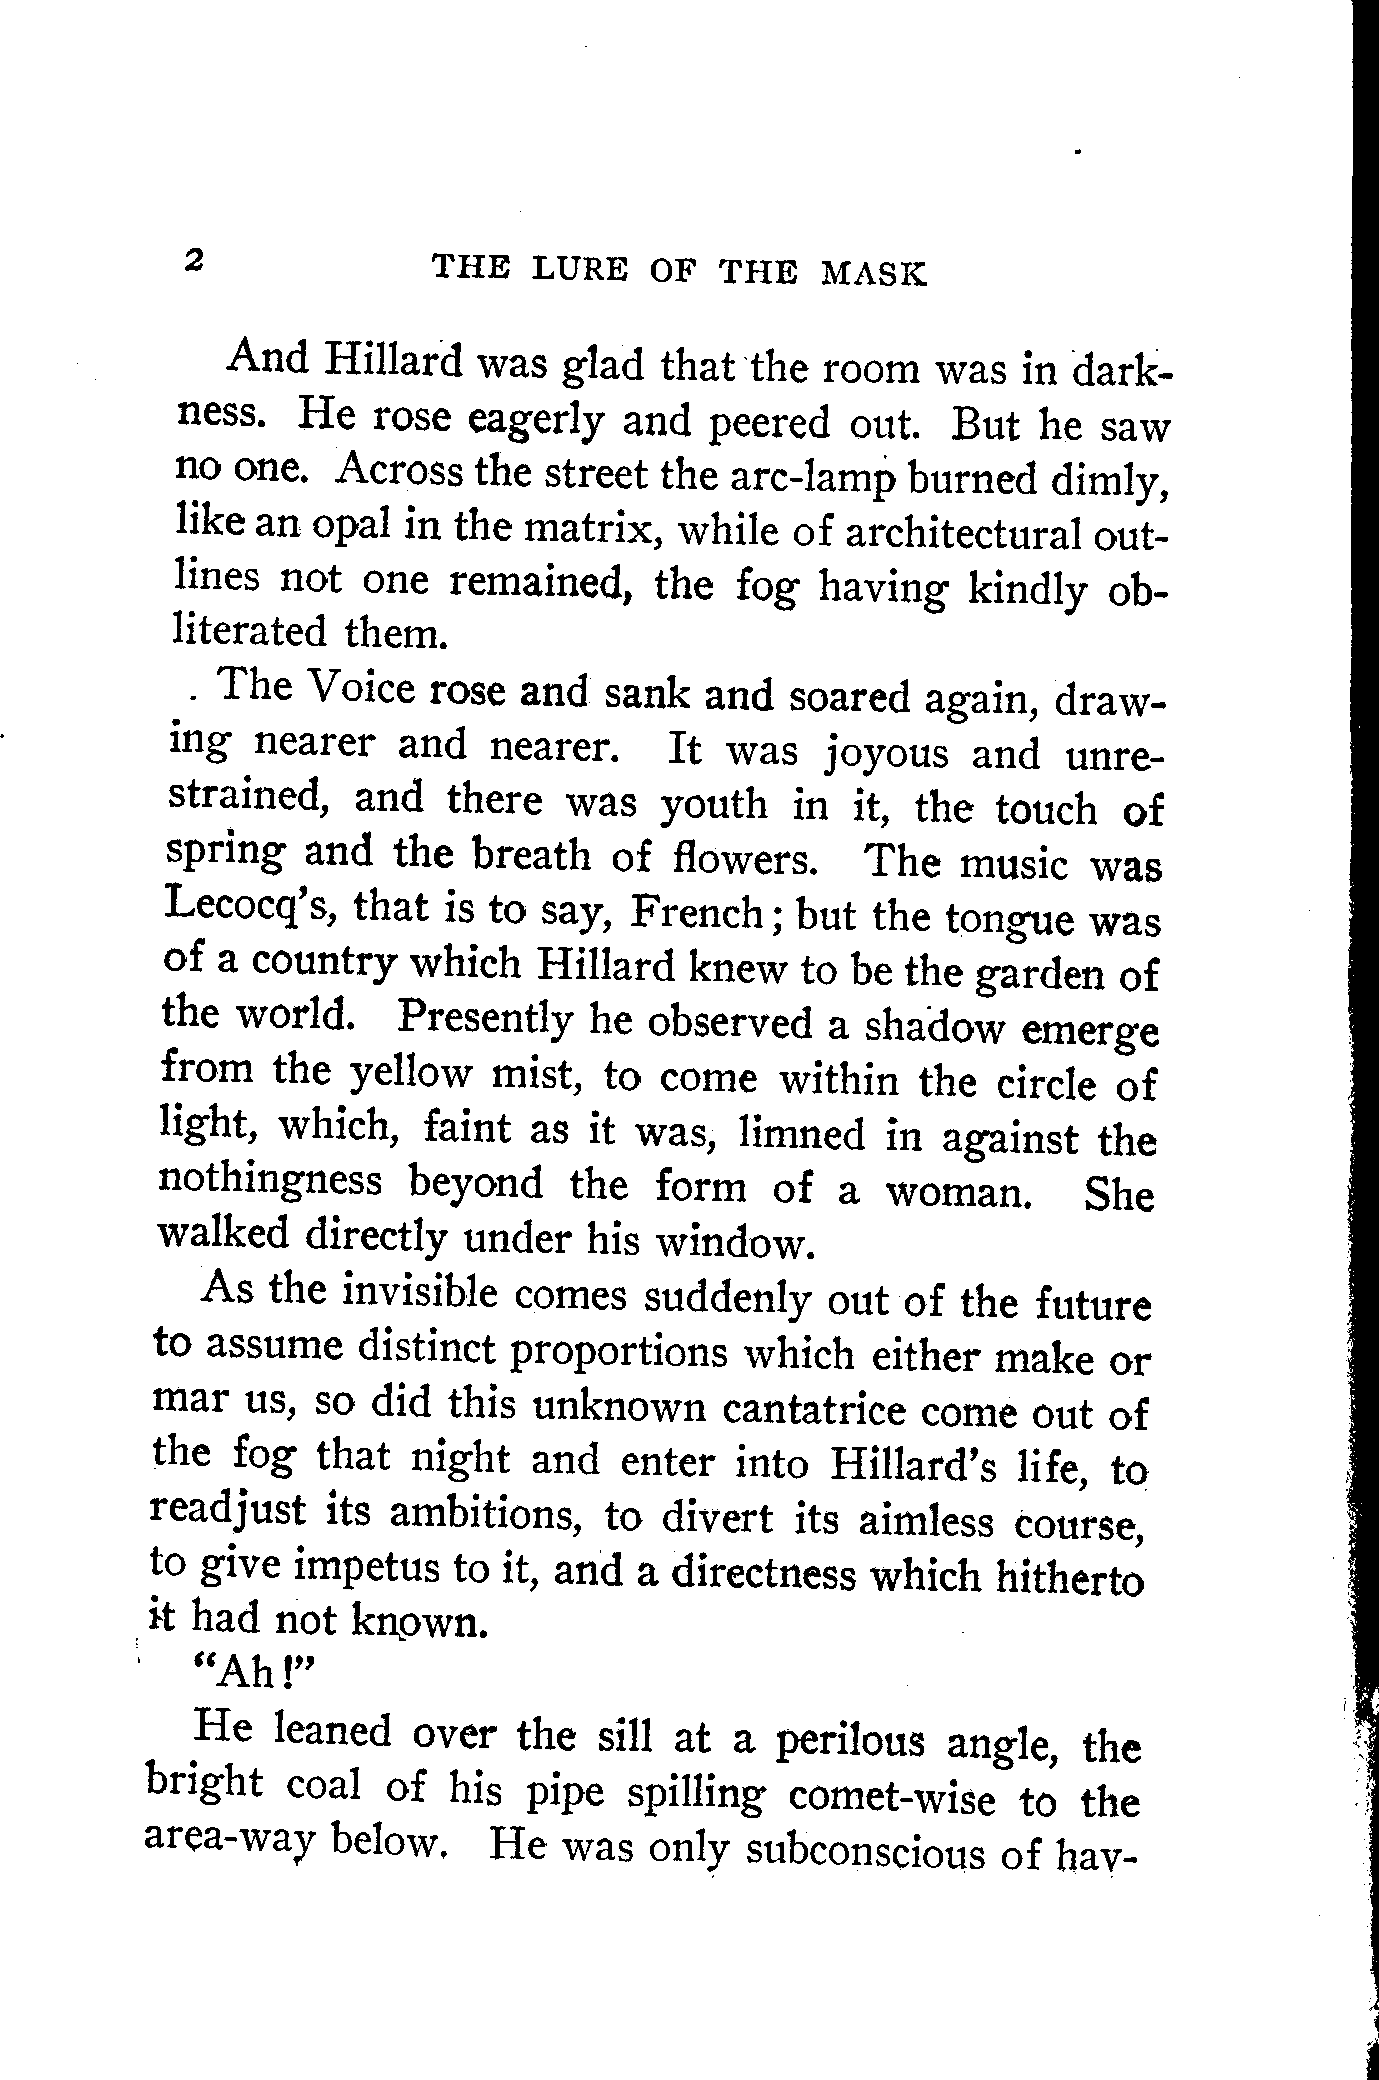 2 THE LURE OF THE MASK
And Hillard was glad that the room was in dark-
ness. He rose eagerly and peered out. But he saw
no one. Across the street the arc-lamp burned dimly,
like an opal in the matrix, while of architectural out-
lines not one remained, the fog having kindly ob-
literated them.
The Voice rose and sank and soared again, draw-
ing nearer and nearer. It was joyous and unre-
strained, and there was youth in it, the touch of
spring and the breath of flowers. The music was
Lecocq's, that is to say, French; but the tongue was
of a country which Hillard knew to be the garden of
the world. Presently he observed a shadow emerge
from the yellow mist, to come within the circle of
light, which, faint as it was, limned in against the
nothingness beyond the form of a woman. She
walked directly under his window.
As the invisible comes suddenly out of the future
to assume distinct proportions which either make or
mar us, so did this unknown cantatrice come out of
the fog that night and enter into Hillard's life, to
readjust its ambitions, to divert its aimless course,
to give impetus to it, and a directness which hitherto
it had not known.
"Ah!"
He leaned over the sill at a perilous angle, the
bright coal of his pipe spilling comet-wise to the
area-way below. He was only subconscious of hav-